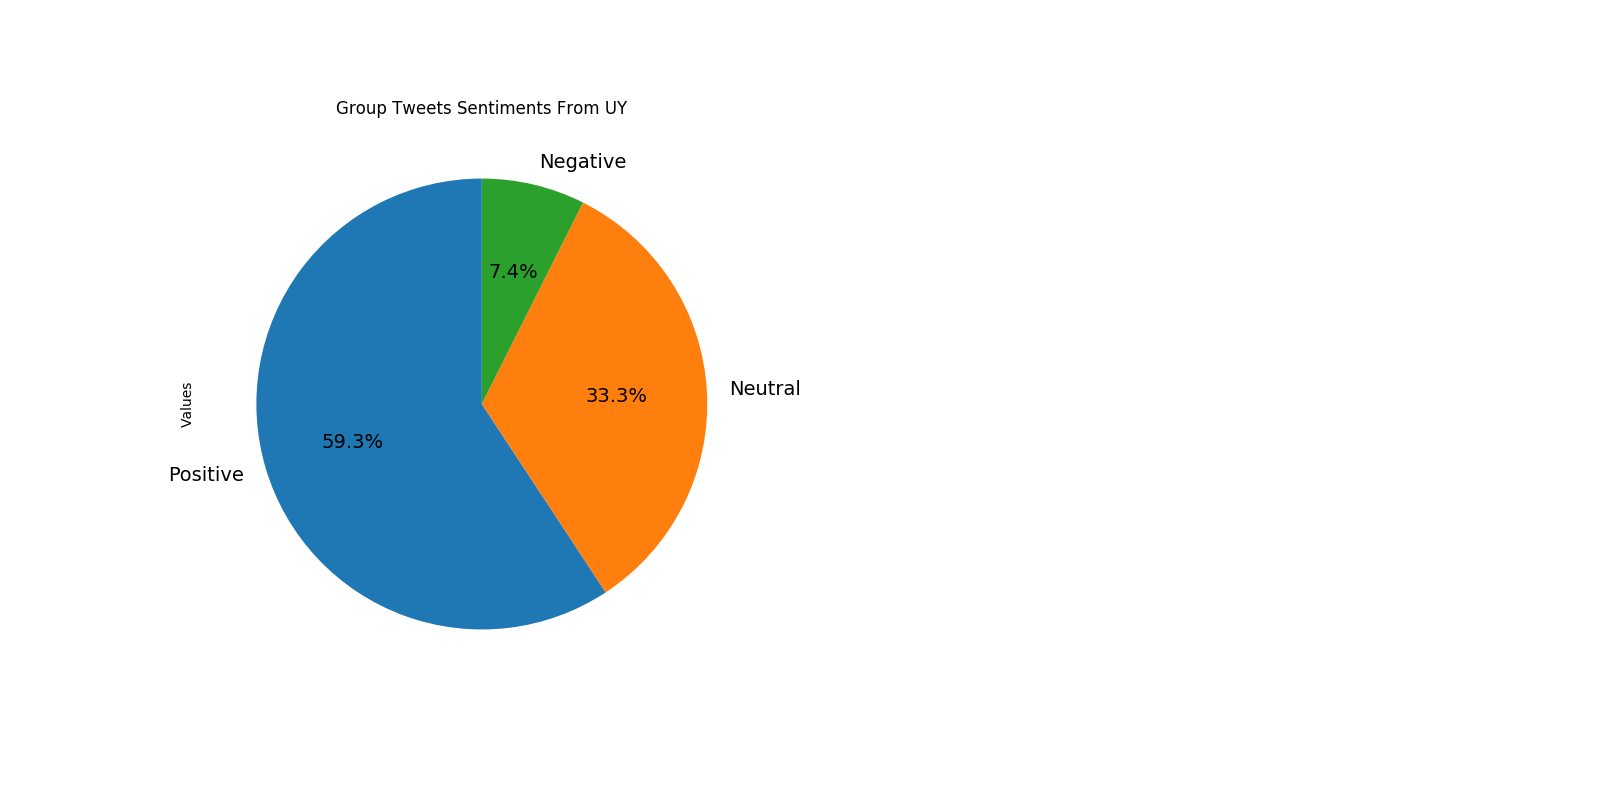 Group Tweets Sentiments From UY
Negative
7.4%
33.3%
Neutral
Values
59.3%
Positive